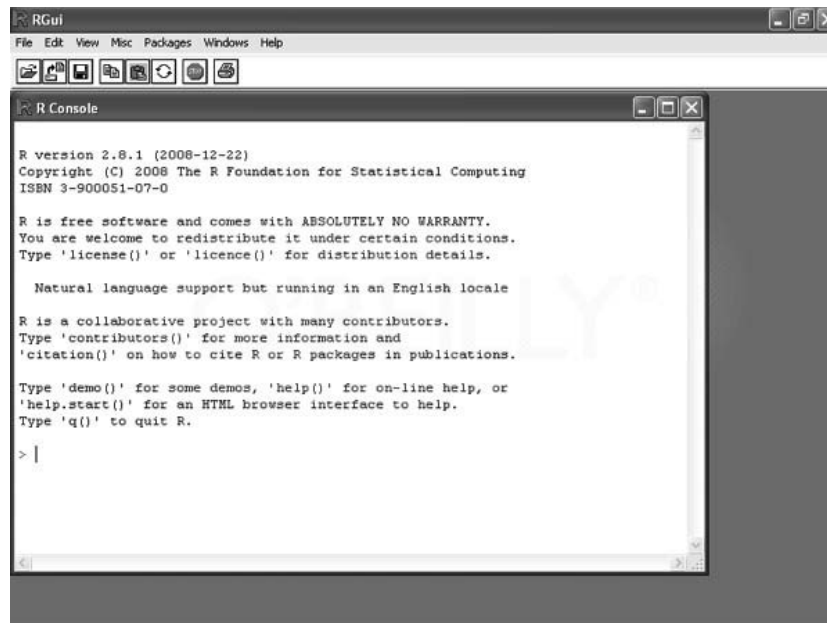 RGui
File Edit View Misc Packages Windows Help
STOP
R Console
R version 2.8.1 (2008-12-22)
Copyright (C) 2008 The R Foundation for Statistical Computing
ISBN 3-900051-07-0
R is free software and comes with ABSOLUTELY NO WARRANTY.
You are welcome to redistribute it under certain conditions.
Type 'license()' or 'licence()' for distribution details.
Natural language support but running in an English locale
R is a collaborative project with many contributors.
Type 'contributors()' for more information and
'citation()' on how to cite R or R packages in publications.
Type 'demo()' for some demos, 'help()' for on-line help, or
'help.start()' for an HTML browser interface to help.
Type 'q()' to quit R.
>